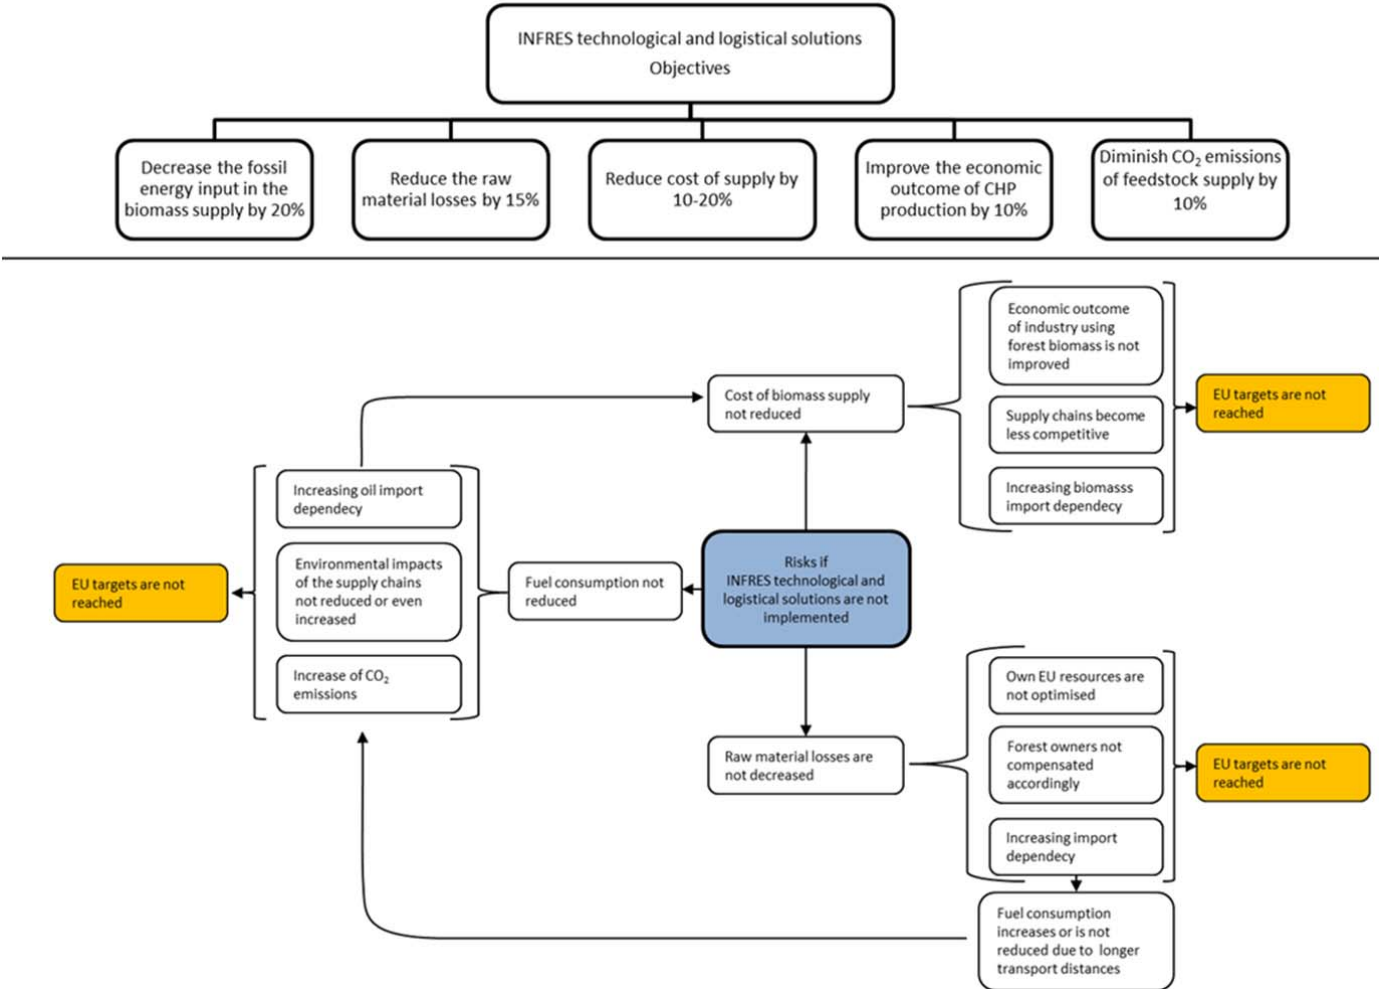 INFRES technological and logistical solutions
Objectives
Decrease the fossil
energy input in the
biomass supply by 20%
Reduce the raw
material losses by 15%
Reduce cost of supply by
10-20%
Improve the economic
outcome of CHP
production by 10%
Diminish CO₂ emissions
of feedstock supply by
10%
Economic outcome
of industry using
forest biomass is not
improved
Cost of biomass supply
not reduced
EU targets are not
reached
Supply chains become
less competitive
Increasing oil import
dependecy
Increasing biomasss
import dependecy
Environmental impacts
of the supply chains
not reduced or even
increased
EU targets are not
reached
Fuel consumption not
reduced
Risks if
INFRES technological and
logistical solutions are not
implemented
Increase of CO₂
emissions
Own EU resources are
not optimised
Raw material losses are
not decreased
Forest owners not
compensated
accordingly
EU targets are not
reached
Increasing import
dependecy
Fuel consumption
increases or is not
reduced due to longer
transport distances